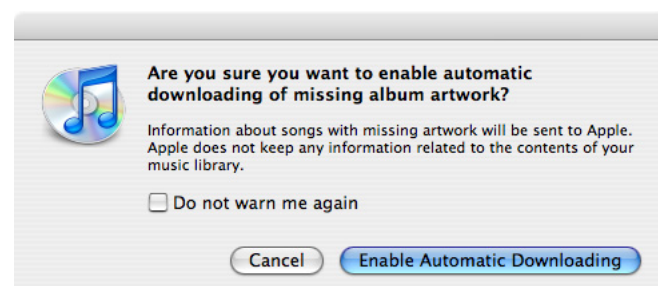 Are you sure you want to enable automatic
downloading of missing album artwork?
Information about songs with missing artwork will be sent to Apple.
Apple does not keep any information related to the contents of your
music library.
Do not warn me again
Cancel Enable Automatic Downloading